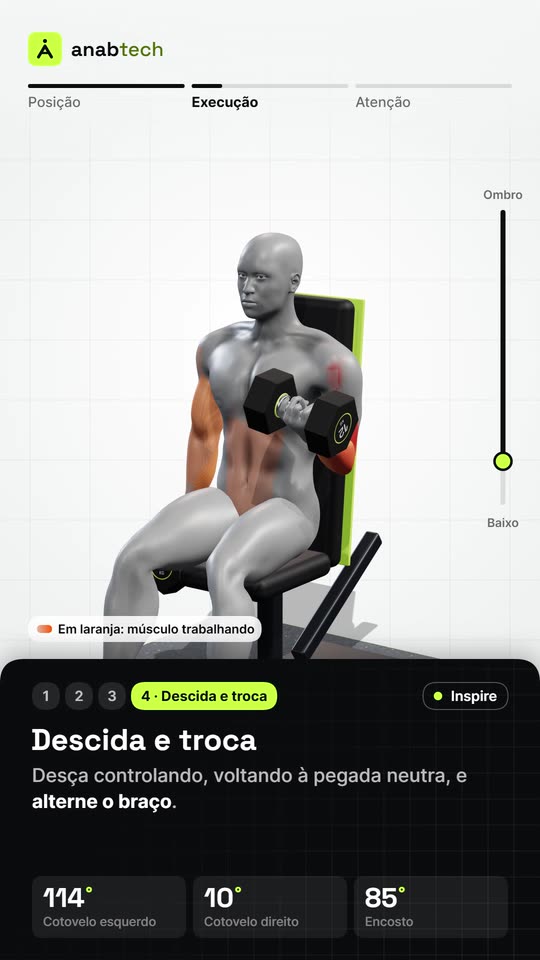 anabtech
Posição
Execução
Atenção
Ombro
12
Baixo
Em laranja: músculo trabalhando
1
2
3
4 · Descida e troca
Inspire
Descida e troca
Desça controlando, voltando à pegada neutra, e
alterne o braço.
114°
10°
85°
Cotovelo esquerdo
Cotovelo direito
Encosto